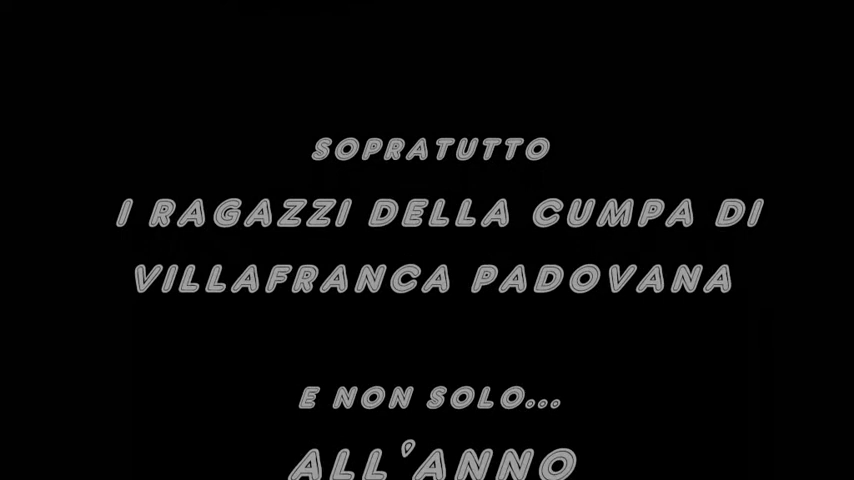 SOPRATUTTO
I RAGAZZI DELLA CUMPA DI
VILLAFRANCA PADOVANA
E NON SOLO...
ALL'ANNO